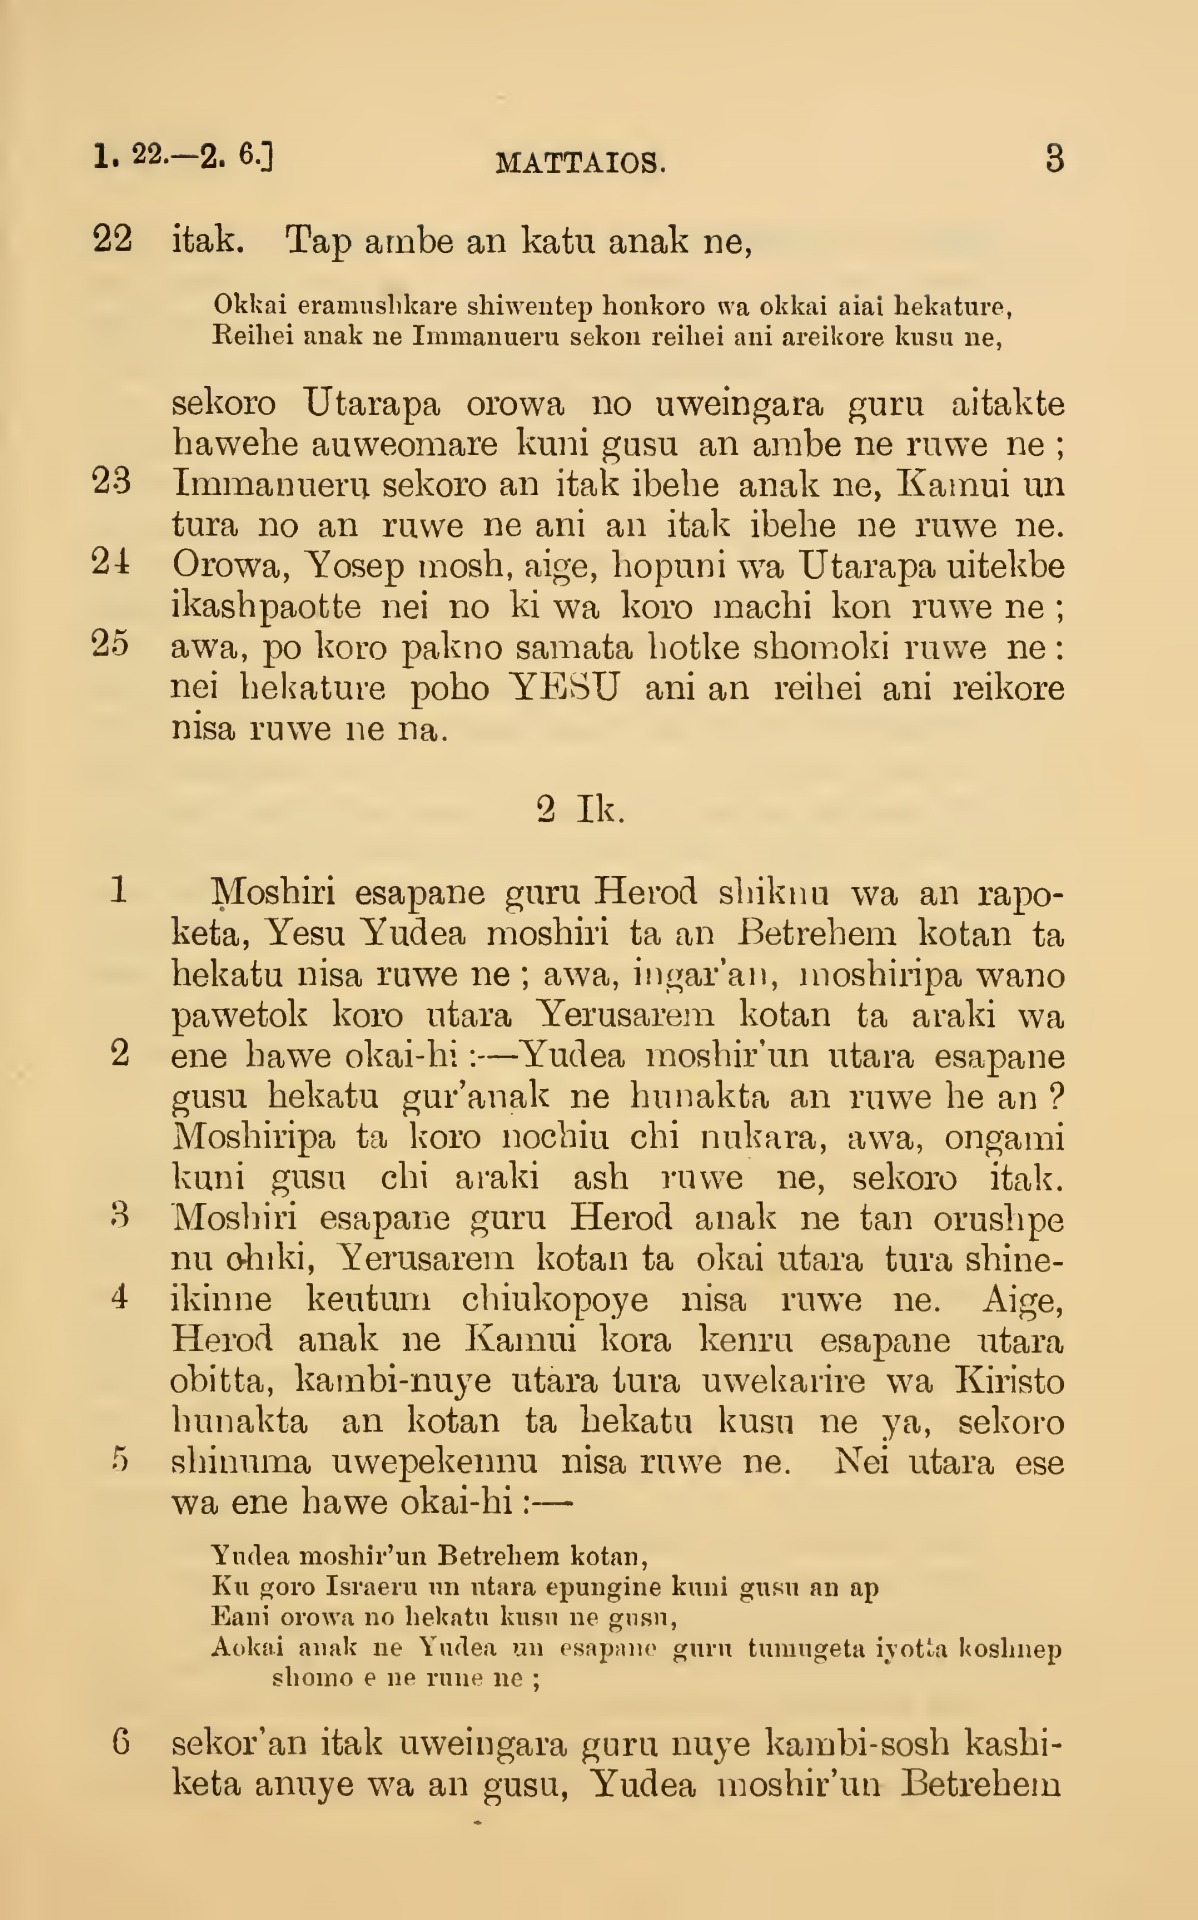 1. 22.—2. 6.] MATTAIOS. 3
22 itak. Tap ambe an katu anak ne,
Okkai eramushkare shiwentep honkoro wa okkai aiai hekature,
Reihei anak ne Immanueru sekon reihei ani areikore kusu ne,
sekoro Utarapa orowa no uweingara guru aitakte
hawehe auweomare kuni gusu an ambe ne ruwe ne ;
23 Immanueru sekoro an itak ibehe anak ne, Kamui un
tura no an ruwe ne ani an itak ibehe ne ruwe ne.
24 Orowa, Yosep mosh, aige, hopuni wa Utarapa uitekbe
ikashpaotte nei no ki wa koro machi kon ruwe ne ;
25 awa, po koro pakno samata hotke shomoki ruwe ne :
nei hekature poho YESU ani an reihei ani reikore
nisa ruwe ne na.
2 Ik.
1 Moshiri esapane guru Herod shiknu wa an rapo-
keta, Yesu Yudea moshiri ta an Betrehem kotan ta
hekatu nisa ruwe ne ; awa, ingar'an, moshiripa wano
pawetok koro utara Yerusarem kotan ta araki wa
2 ene hawe okai-hi :—Yudea moshir'un utara esapane
gusu hekatu gur'anak ne hunakta an ruwe he an ?
Moshiripa ta koro nochiu chi nukara, awa, ongami
kuni gusu chi araki ash ruwe ne, sekoro itak.
3 Moshiri esapane guru Herod anak ne tan orushpe
nu chiki, Yerusarem kotan ta okai utara tura shine-
4 ikinne keutum chiukopoye nisa ruwe ne. Aige,
Herod anak ne Kamui kora kenru esapane utara
obitta, kambi-nuye utara tura uwekarire wa Kiristo
hunakta an kotan ta hekatu kusu ne ya, sekoro
5 shinuma uwepekennu nisa ruwe ne. Nei utara ese
wa ene hawe okai-hi :—
Yudea moshir'un Betrehem kotan,
Ku goro Israeru un utara epungine kuni gusu an ap
Eani orowa no hekatu kusu ne gusu,
Aokai anak ne Yudea un esapane guru tumugeta iyotta koshnep
shomo e ne rune ne ;
6 sekor'an itak uweingara guru nuye kambi-sosh kashi-
keta anuye wa an gusu, Yudea moshir'un Betrehem